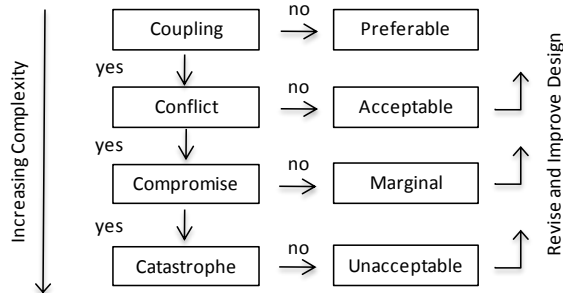 Coupling
no
Preferable
yes
Conflict
no
Acceptable
yes
Compromise
no
Marginal
yes
Catastrophe
no
Unacceptable
Increasing Complexity
Revise and Improve Design